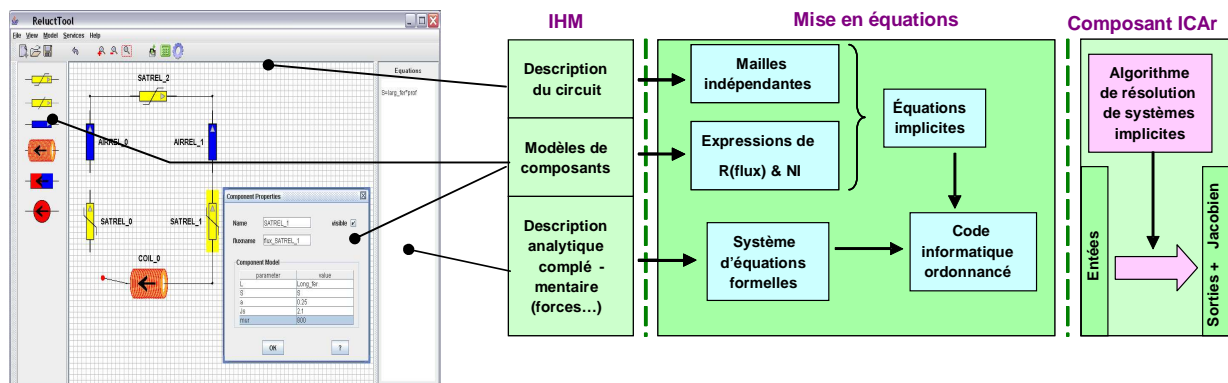 ReluctTool
File View Model Services Help
SATREL_2
AIRREL_0
AIRREL_1
SATREL_0
SATREL_1
COIL_0
Equations
S=larg_fer*prof
Component Properties
Name
SATREL_1
visible
fluxname
flux_SATREL_1
Component Model
parameter value
L Long_fer
S S
a 0.25
Js 2.1
mur 800
OK
?
IHM
Description
du circuit
Modèles de
composants
Description
analytique
complé -
mentaire
(forces…)
Mise en équations
Mailles
indépendantes
Expressions de
R(flux) & NI
Équations
implicites
Système
d’équations
formelles
Code
informatique
ordonnancé
Composant ICAr
Algorithme
de résolution
de systèmes
implicites
Entées
Sorties + Jacobien